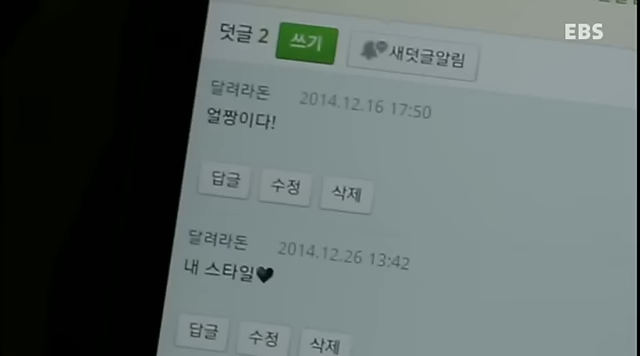 EBS
덧글 2 쓰기 새덧글알림
달려라돈 2014.12.16 17:50
얼짱이다!
답글 수정 삭제
달려라돈 2014.12.26 13:42
내 스타일♥
답글 수정 삭제